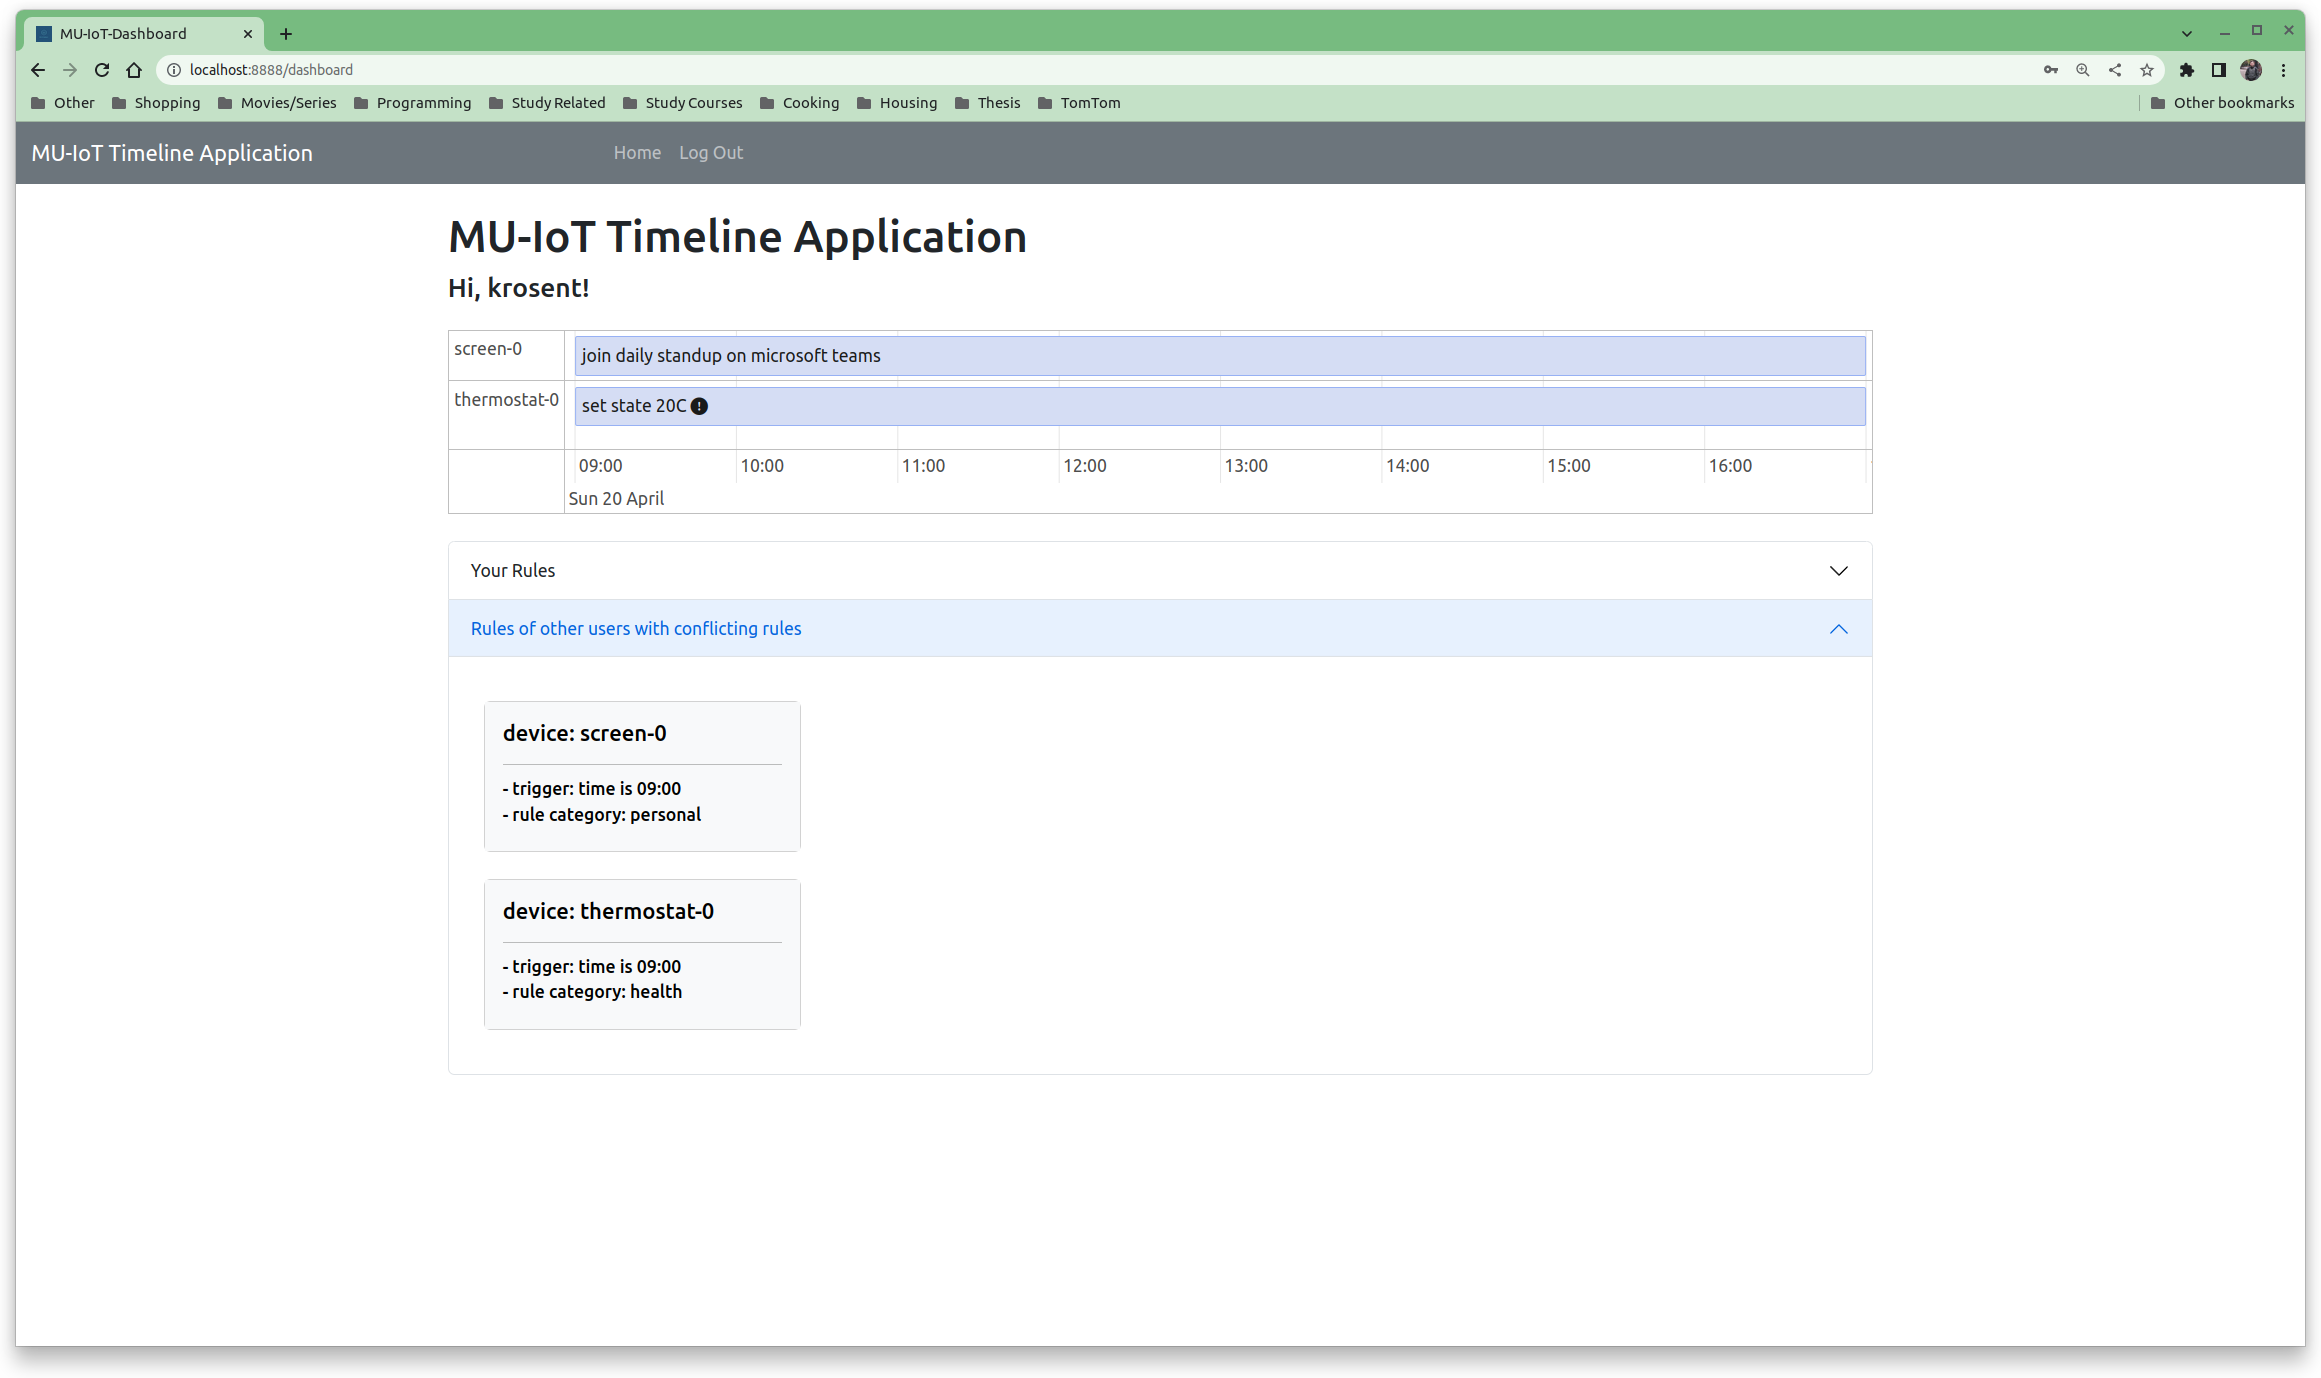 MU-IoT-Dashboard
localhost:8888/dashboard
Other Shopping Movies/Series Programming Study Related Study Courses Cooking Housing Thesis TomTom Other bookmarks
MU-IoT Timeline Application Home Log Out
MU-IoT Timeline Application
Hi, krosent!
screen-0 join daily standup on microsoft teams
thermostat-0 set state 20C
09:00 10:00 11:00 12:00 13:00 14:00 15:00 16:00
Sun 20 April
Your Rules
Rules of other users with conflicting rules
device: screen-0
- trigger: time is 09:00
- rule category: personal
device: thermostat-0
- trigger: time is 09:00
- rule category: health